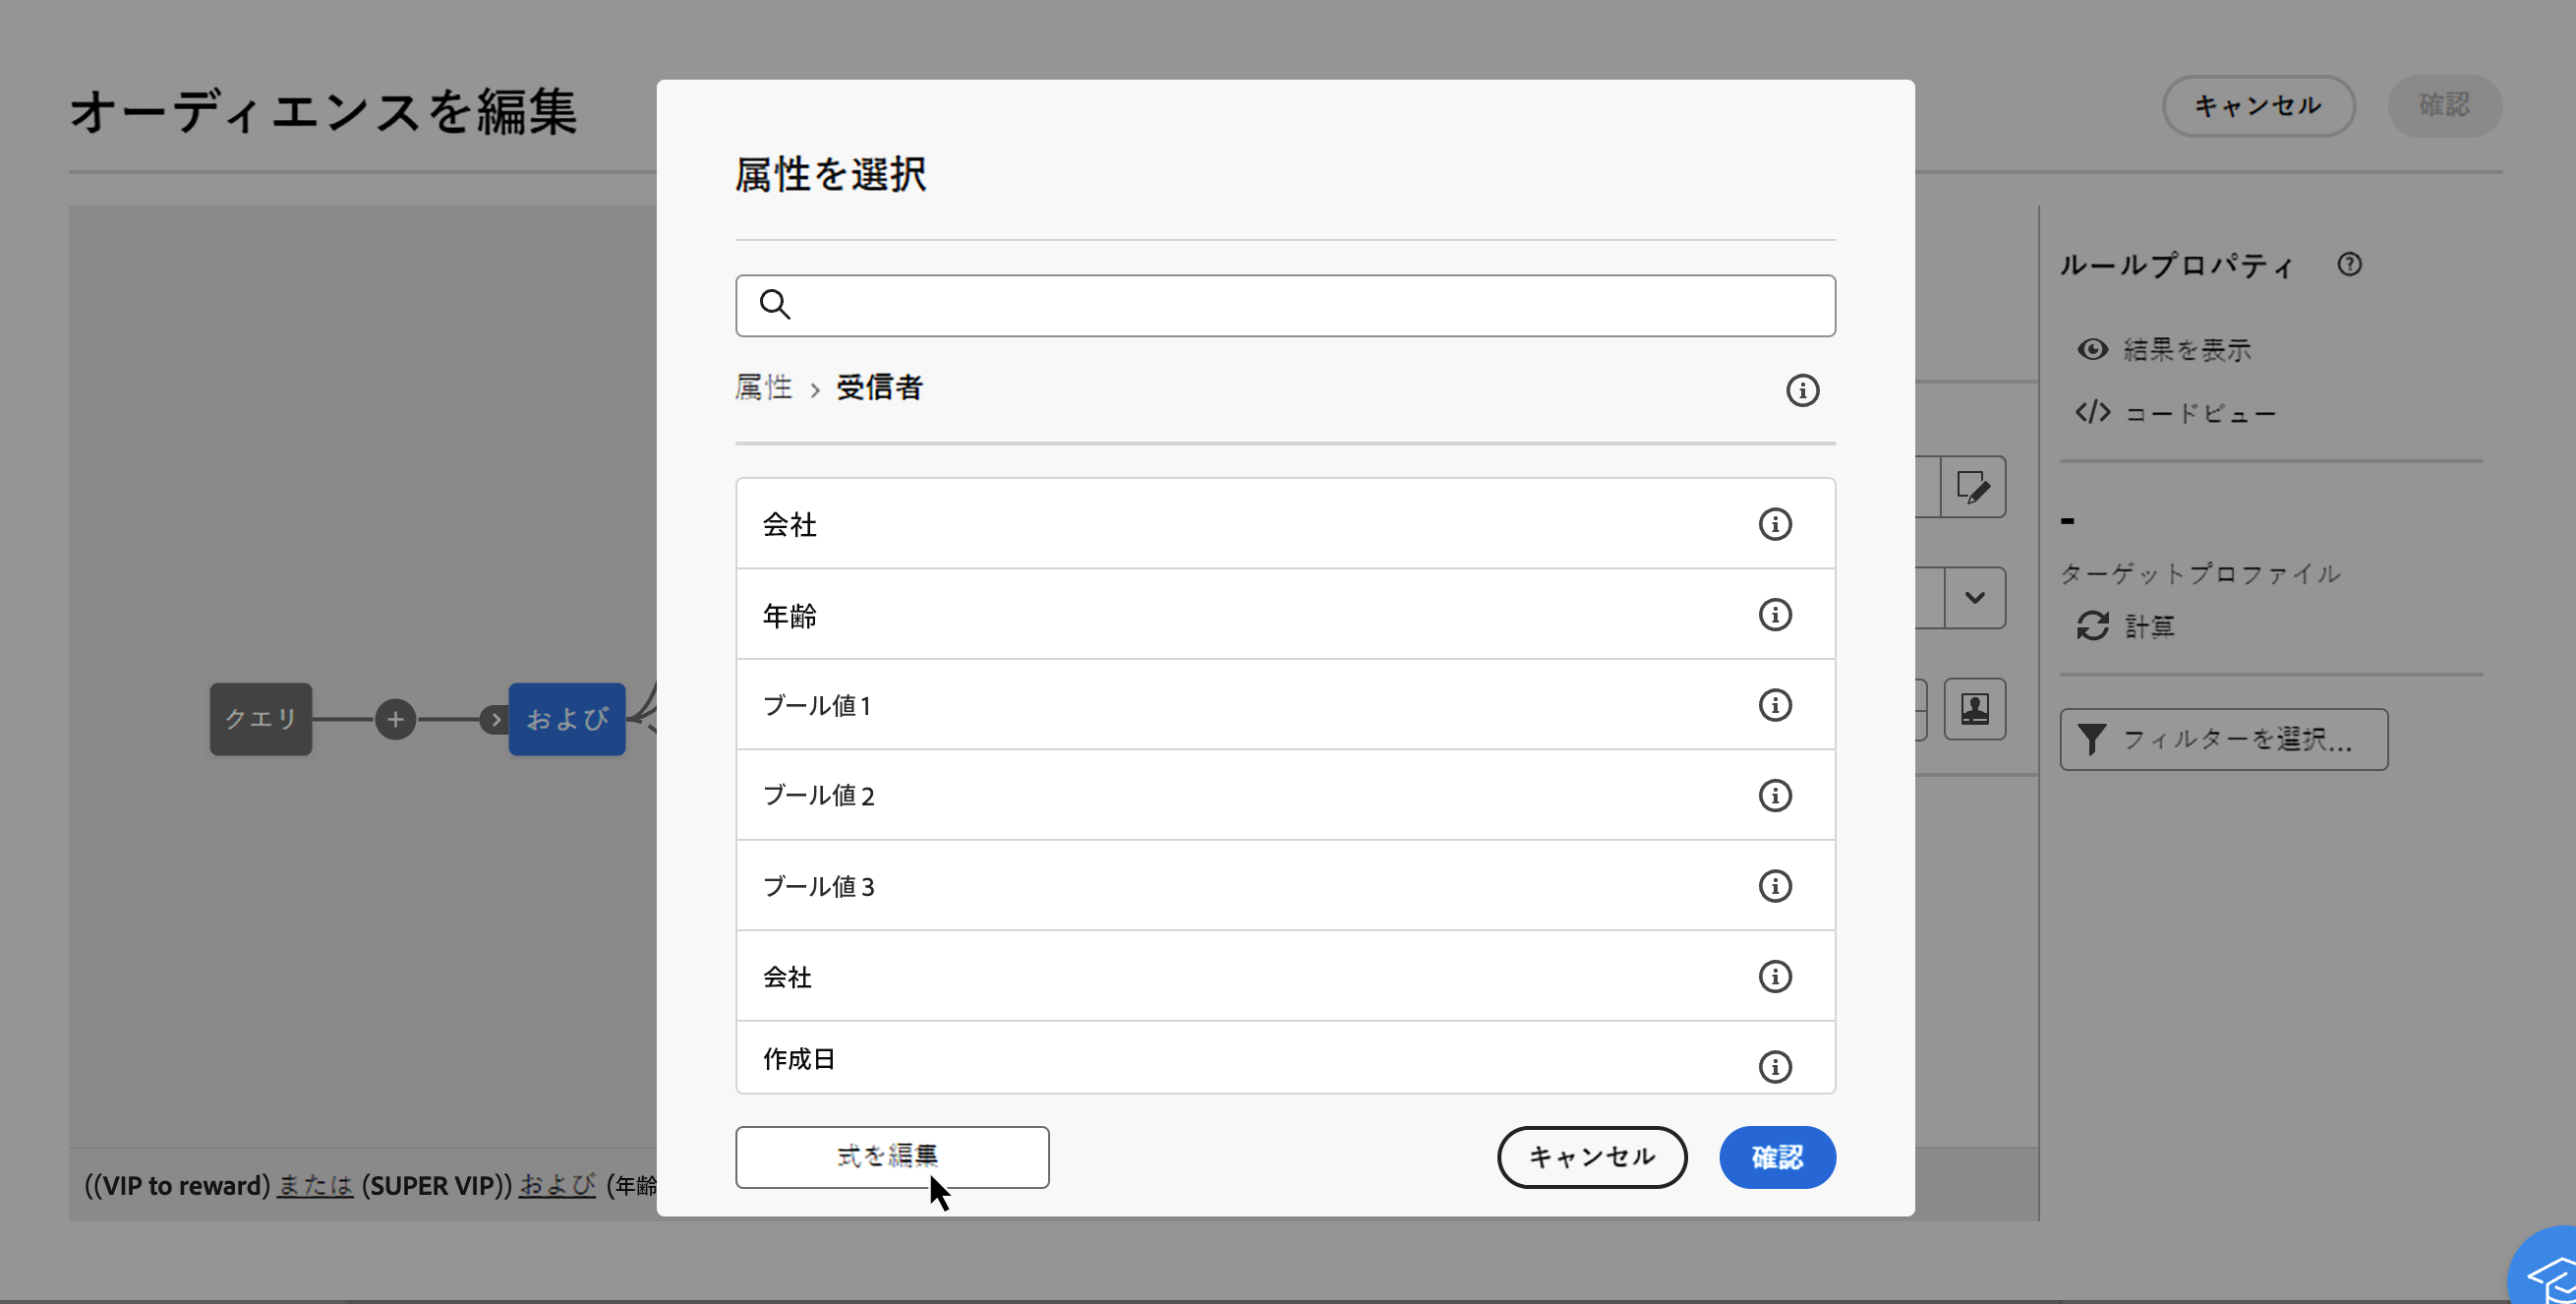 オーディエンスを編集
キャンセル
確認
属性を選択
属性 > 受信者
会社
年齢
ブール値 1
ブール値 2
ブール値 3
会社
作成日
式を編集
キャンセル
確認
クエリ
および
((VIP to reward) または (SUPER VIP)) および (年齢
ルールプロパティ
結果を表示
コードビュー
-
ターゲットプロファイル
計算
フィルターを選択...